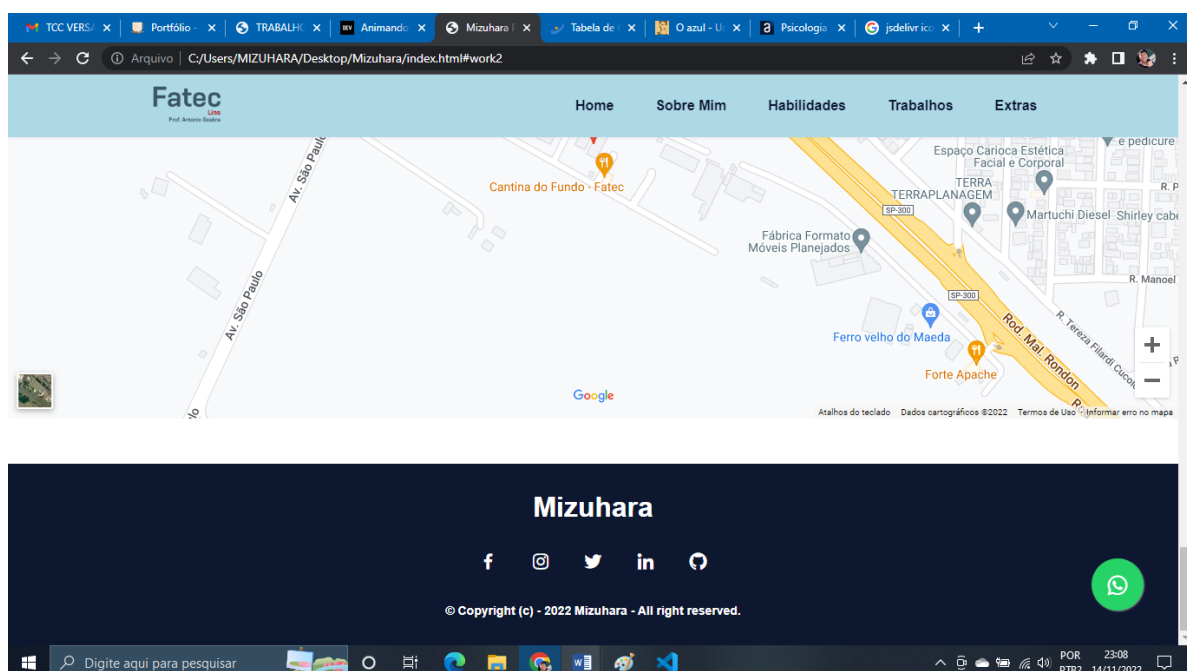 TCC VERSA
Portfólio -
TRABALHO
Animando
Mizuhara
Tabela de
O azul - U
Psicologia
jsdelivr ico
Arquivo | C:/Users/MIZUHARA/Desktop/Mizuhara/index.html#work2
Fatec
Lins
Prof. Antonio Seabra
Home Sobre Mim Habilidades Trabalhos Extras
Av. São Paulo
Cantina do Fundo - Fatec
Espaço Carioca Estética
Facial e Corporal
e pedicure
TERRA
TERRAPLANAGEM
R. P
SP-300
Martuchi Diesel
Shirley cabe
Fábrica Formato
Móveis Planejados
Av. São Paulo
R. Manoel
SP-300
Rod. Mal. Rondon
R. Tereza Filardi Cuco
Ferro velho do Maeda
Forte Apache
+
−
Google
Atalhos do teclado Dados cartográficos ©2022 Termos de Uso Informar erro no mapa
Mizuhara
f in
© Copyright (c) - 2022 Mizuhara - All right reserved.
Digite aqui para pesquisar
POR 23:08
PTB2 14/11/2022